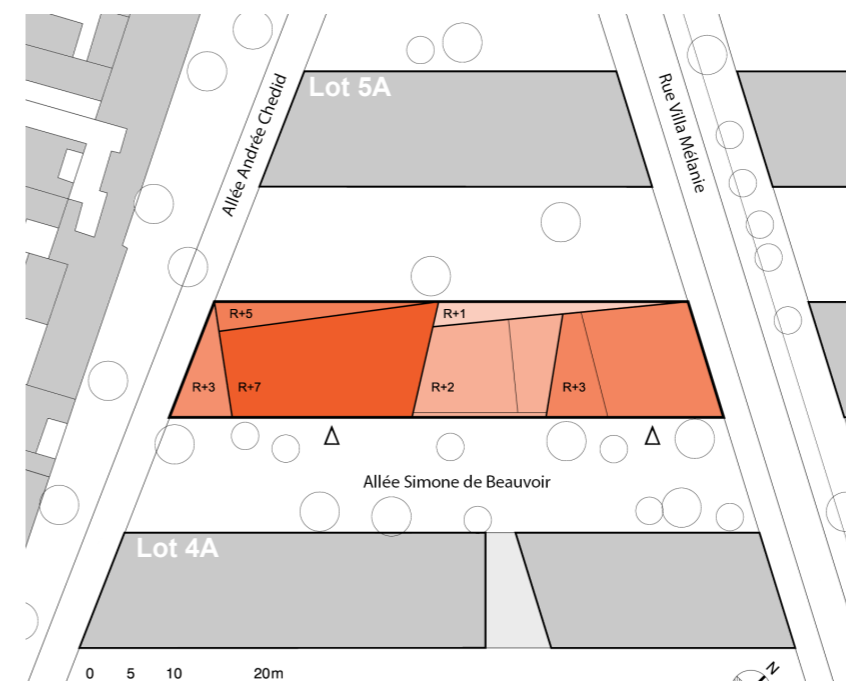 Lot 5A
Allée Andrée Chedid
Rue Villa Mélanie
R+5
R+1
R+3
R+7
R+2
R+3
Allée Simone de Beauvoir
Lot 4A
0 5 10 20m
N